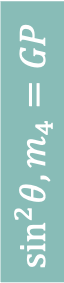 sin²θ, m₄ = GP